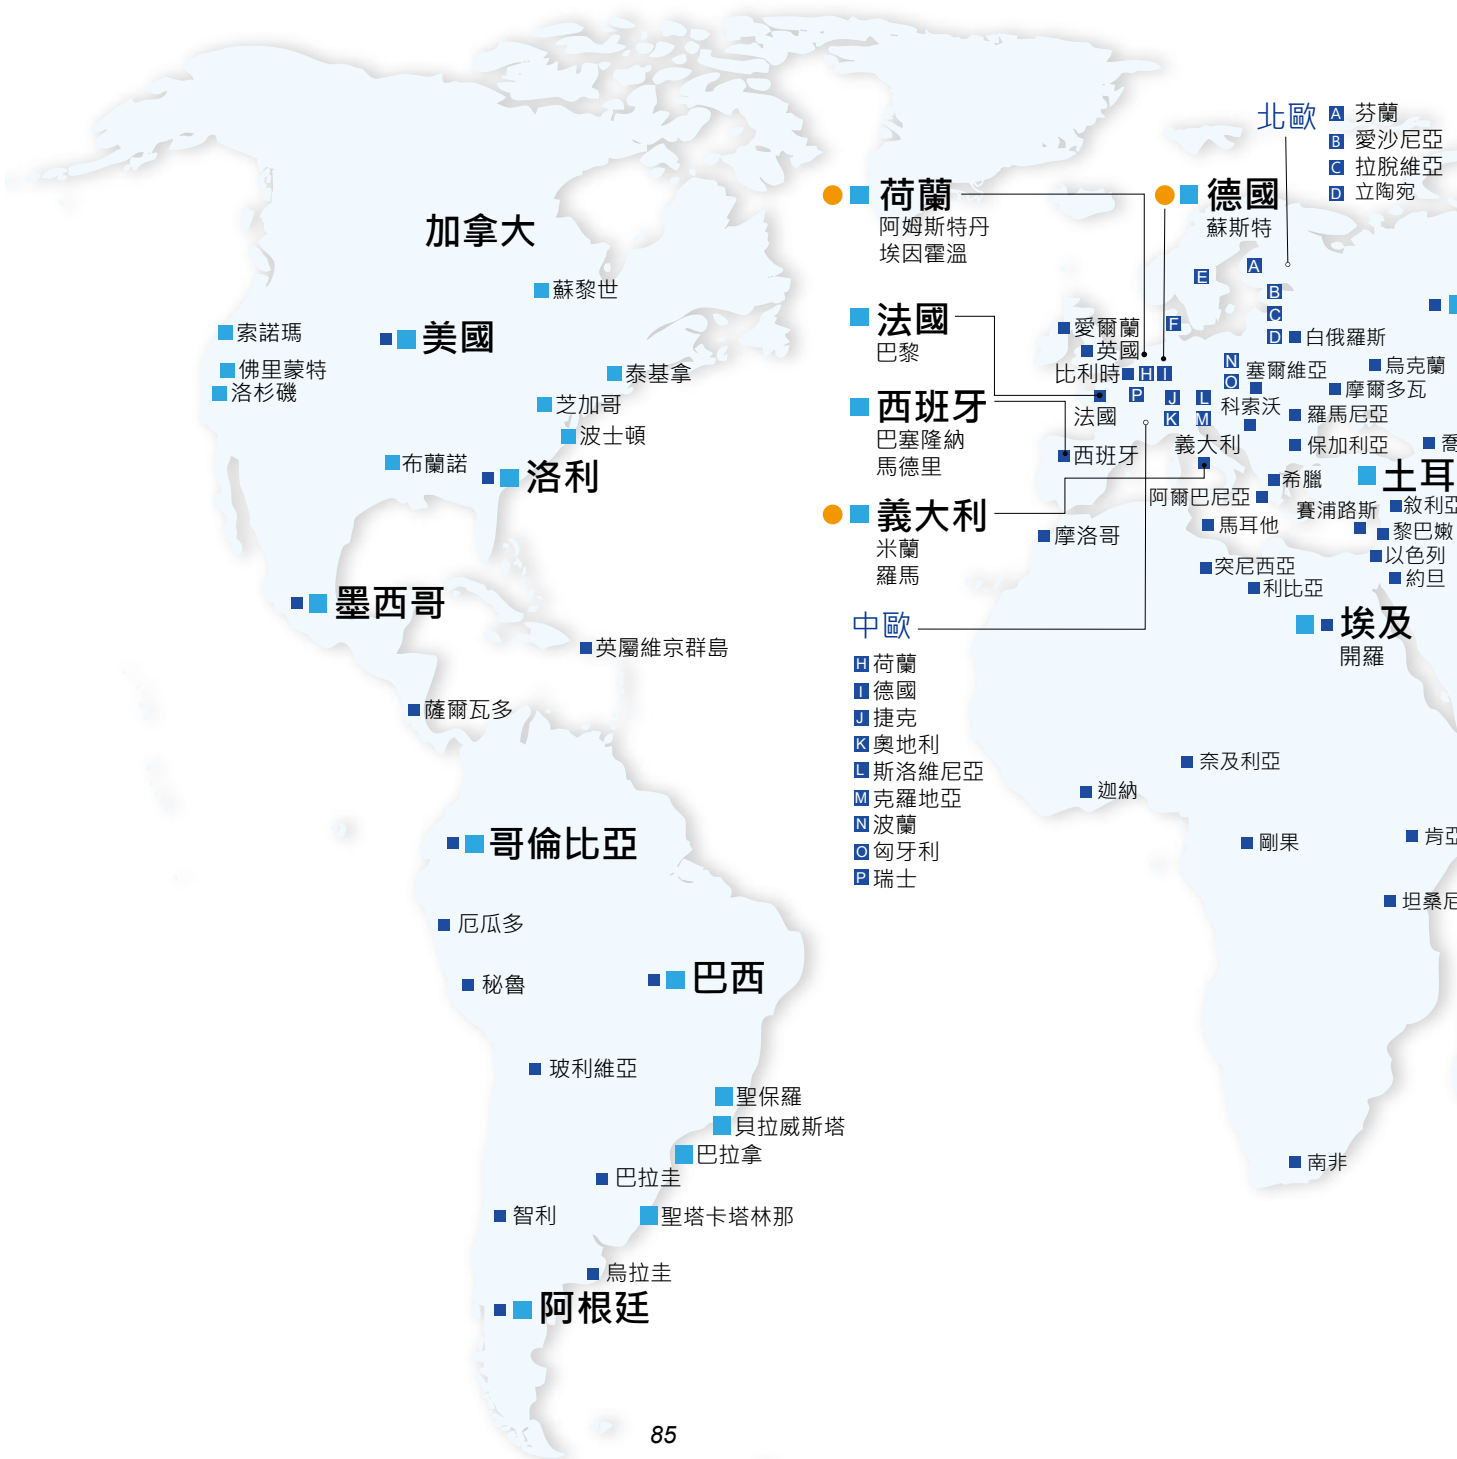 北歐
A 芬蘭
B 愛沙尼亞
C 拉脫維亞
D 立陶宛
荷蘭
阿姆斯特丹
埃因霍溫
德國
蘇斯特
加拿大
蘇黎世
索諾瑪
美國
佛里蒙特
洛杉磯
泰基拿
芝加哥
波士頓
布蘭諾
洛利
法國
巴黎
西班牙
巴塞隆納
馬德里
義大利
米蘭
羅馬
A
E
B
C
F
D
愛爾蘭
英國
比利時
H
I
N
O
P
J
L
K
M
法國
西班牙
義大利
白俄羅斯
塞爾維亞
烏克蘭
摩爾多瓦
科索沃
羅馬尼亞
保加利亞
希臘
土耳
阿爾巴尼亞
賽浦路斯
敘利亞
馬耳他
黎巴嫩
摩洛哥
以色列
突尼西亞
約旦
利比亞
埃及
開羅
墨西哥
英屬維京群島
薩爾瓦多
中歐
H 荷蘭
I 德國
J 捷克
K 奧地利
L 斯洛維尼亞
M 克羅地亞
N 波蘭
O 匈牙利
P 瑞士
奈及利亞
迦納
剛果
肯亞
坦桑尼
南非
哥倫比亞
厄瓜多
秘魯
巴西
玻利維亞
聖保羅
貝拉威斯塔
巴拉拿
巴拉圭
智利
聖塔卡塔林那
烏拉圭
阿根廷
85